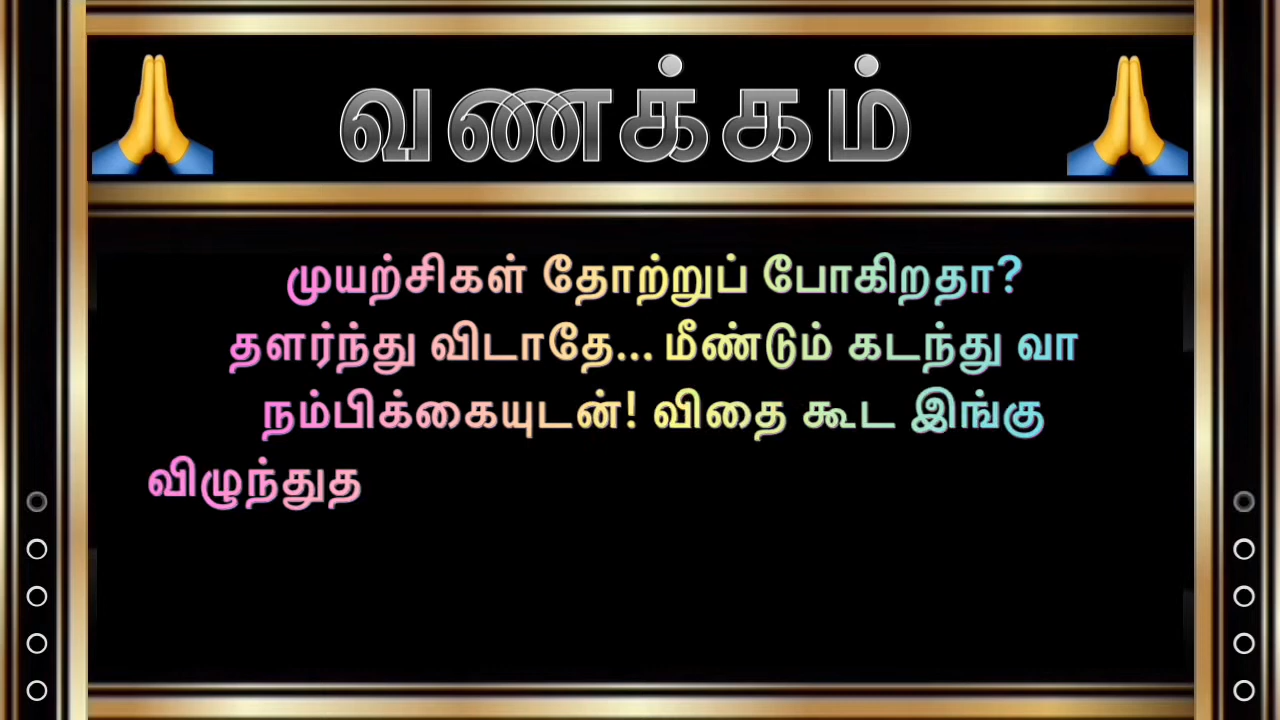 வணக்கம்
முயற்சிகள் தோற்றுப் போகிறதா?
தளர்ந்து விடாதே... மீண்டும் கடந்து வா
நம்பிக்கையுடன்! விதை கூட இங்கு
விழுந்துத